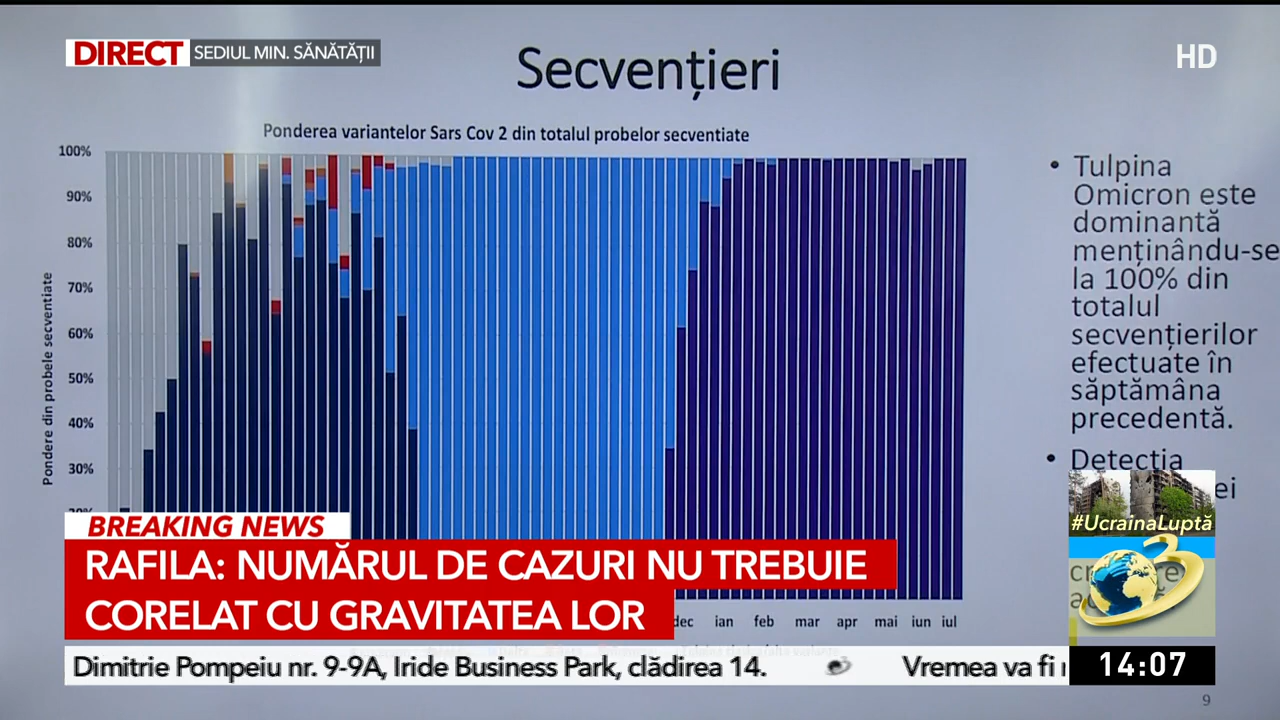 DIRECT SEDIUL MIN. SĂNĂTĂȚII
HD
Secvențieri
Ponderea variantelor Sars Cov 2 din totalul probelor secventiate
100%
90%
80%
70%
60%
50%
40%
30%
Pondere din probele secventiate
dec ian feb mar apr mai iun iul
• Tulpina
Omicron este
dominantă
menținându-se
la 100% din
totalul
secvențierilor
efectuate în
săptămâna
precedentă.
• Detecția
ei
#UcrainaLuptă
3
BREAKING NEWS
RAFILA: NUMĂRUL DE CAZURI NU TREBUIE
CORELAT CU GRAVITATEA LOR
Dimitrie Pompeiu nr. 9-9A, Iride Business Park, clădirea 14. Vremea va fi
14:07
9